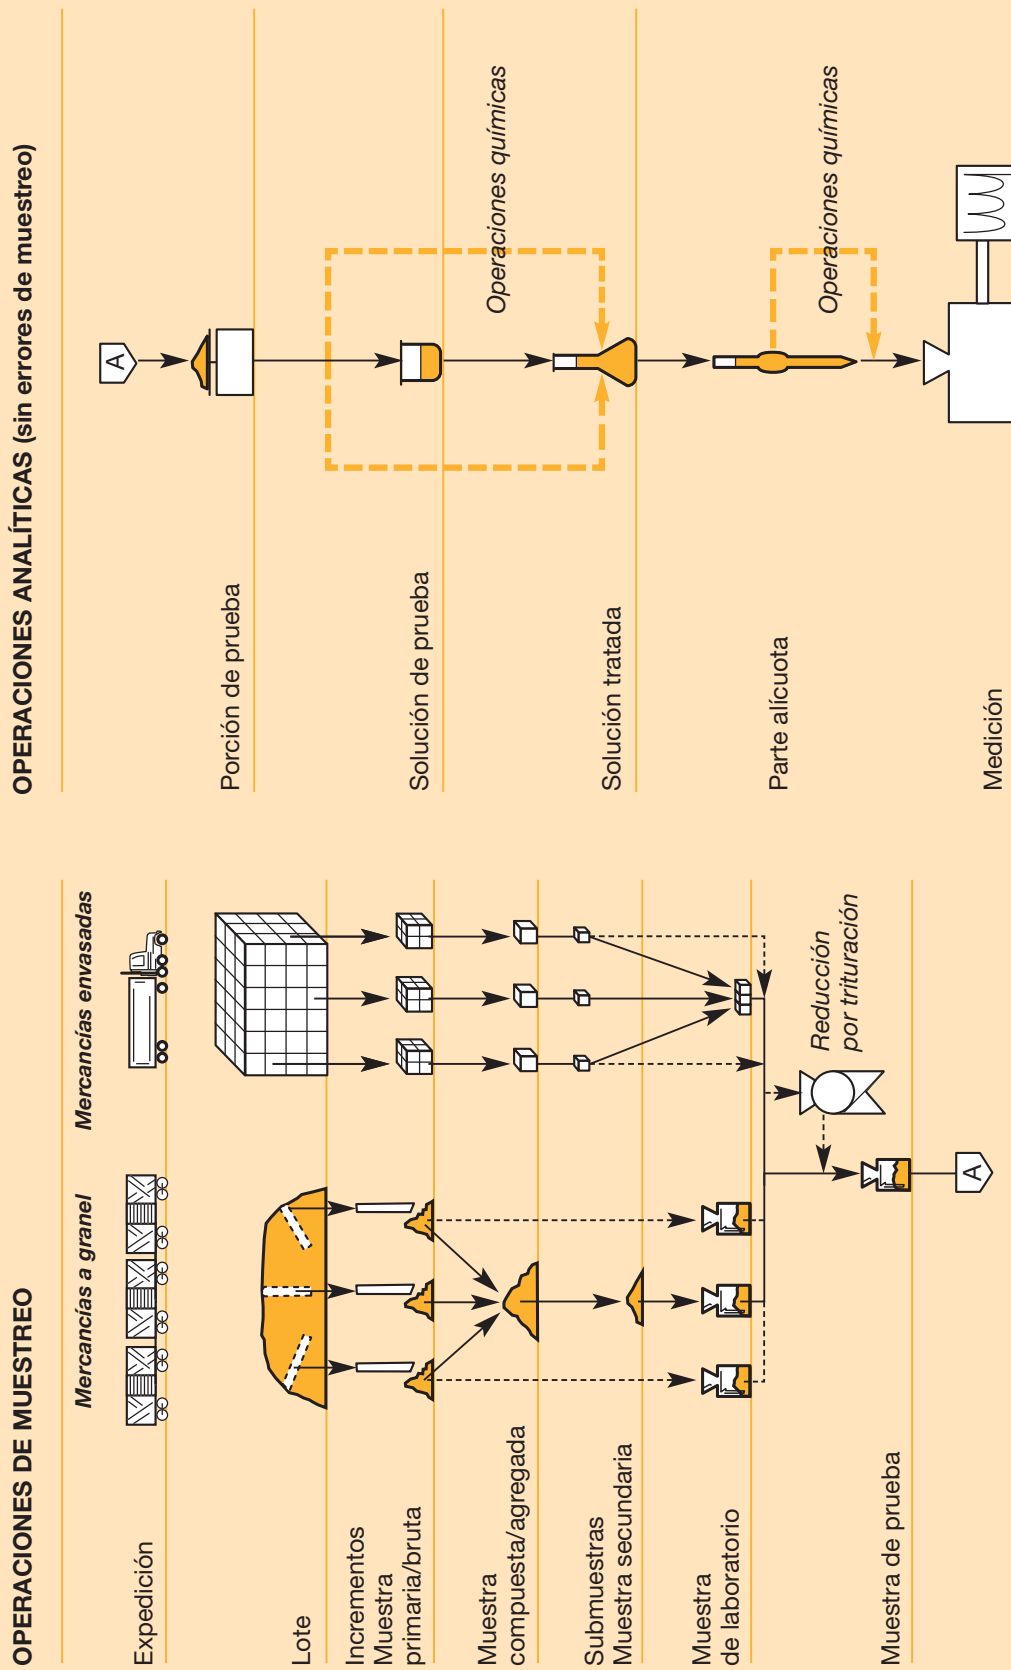 OPERACIONES DE MUESTREO
Mercancías a granel
Mercancías envasadas
Expedición
Lote
Incrementos
Muestra
primaria/bruta
Muestra
compuesta/agregada
Submuestras
Muestra secundaria
Muestra
de laboratorio
Reducción
por trituración
Muestra de prueba
A
OPERACIONES ANALÍTICAS (sin errores de muestreo)
A
Porción de prueba
Solución de prueba
Operaciones químicas
Solución tratada
Parte alícuota
Operaciones químicas
Medición